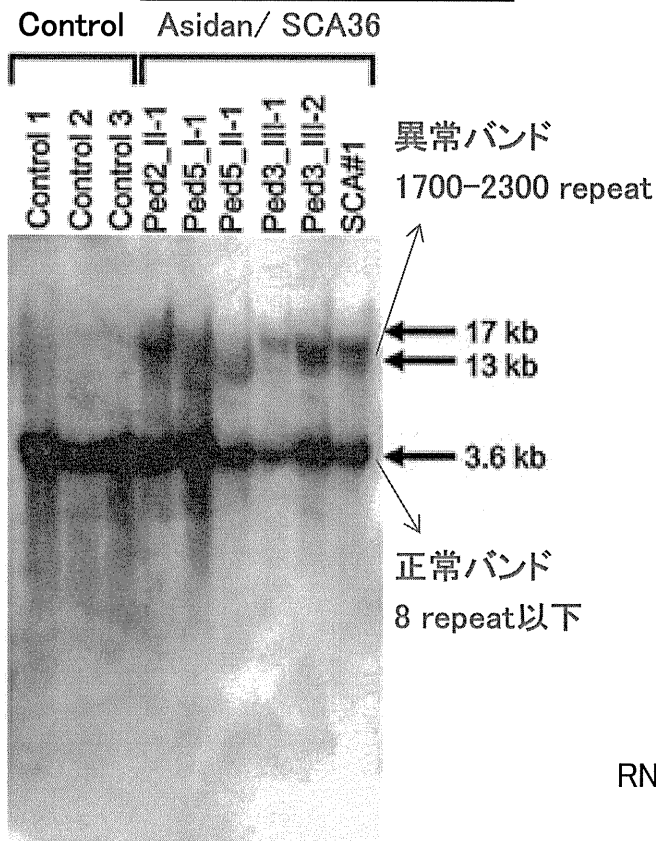 Control Asidan/ SCA36
Control 1
Control 2
Control 3
Ped2_II-1
Ped5_I-1
Ped5_II-1
Ped3_III-1
Ped3_III-2
SCA#1
異常バンド
1700-2300 repeat
17 kb
13 kb
3.6 kb
正常バンド
8 repeat以下
RN